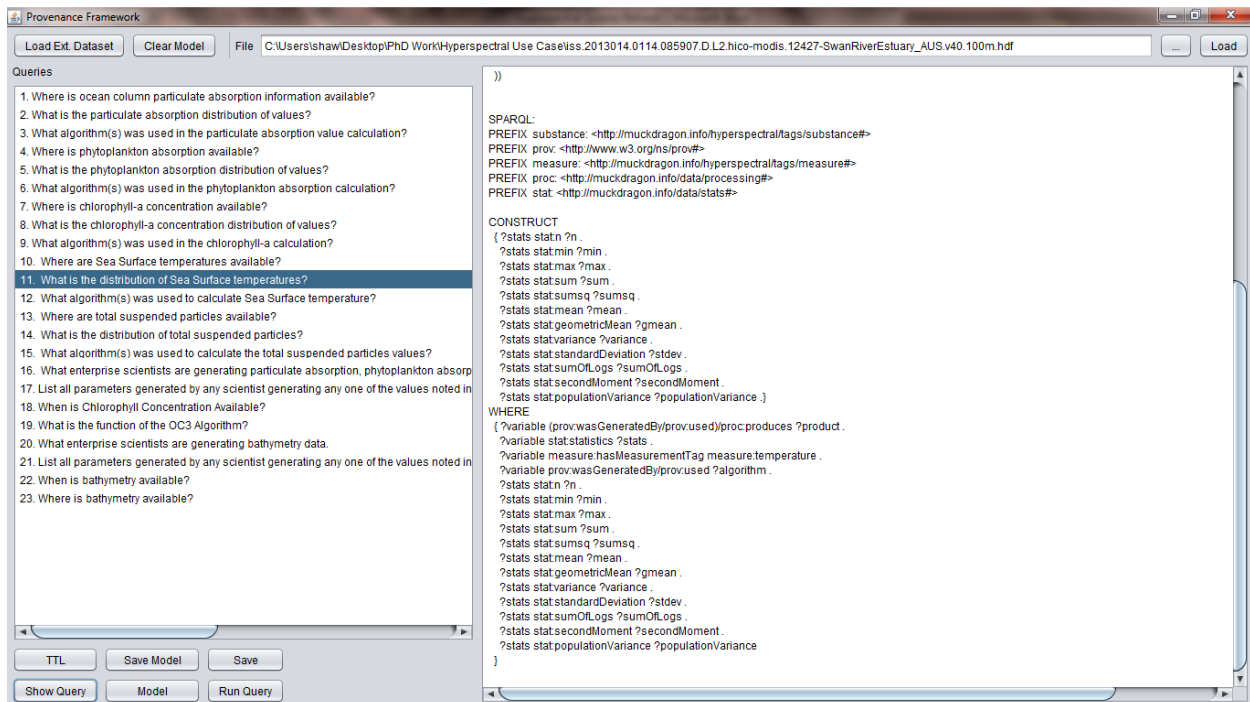 Provenance Framework
Load Ext. Dataset
Clear Model
File
C:\Users\shaw\Desktop\PhD Work\Hyperspectral Use Case\iss.2013014.0114.085907.D.L2.hico-modis.12427-SwanRiverEstuary_AUS.v40.100m.hdf
...
Load
Queries
1. Where is ocean column particulate absorption information available?
2. What is the particulate absorption distribution of values?
3. What algorithm(s) was used in the particulate absorption value calculation?
4. Where is phytoplankton absorption available?
5. What is the phytoplankton absorption distribution of values?
6. What algorithm(s) was used in the phytoplankton absorption calculation?
7. Where is chlorophyll-a concentration available?
8. What is the chlorophyll-a concentration distribution of values?
9. What algorithm(s) was used in the chlorophyll-a calculation?
10. Where are Sea Surface temperatures available?
11. What is the distribution of Sea Surface temperatures?
12. What algorithm(s) was used to calculate Sea Surface temperature?
13. Where are total suspended particles available?
14. What is the distribution of total suspended particles?
15. What algorithm(s) was used to calculate the total suspended particles values?
16. What enterprise scientists are generating particulate absorption, phytoplankton absorp
17. List all parameters generated by any scientist generating any one of the values noted in
18. When is Chlorophyll Concentration Available?
19. What is the function of the OC3 Algorithm?
20. What enterprise scientists are generating bathymetry data.
21. List all parameters generated by any scientist generating any one of the values noted in
22. When is bathymetry available?
23. Where is bathymetry available?
TTL
Save Model
Save
Show Query
Model
Run Query
))
SPARQL:
PREFIX substance: <http://muckdragon.info/hyperspectral/tags/substance#>
PREFIX prov: <http://www.w3.org/ns/prov#>
PREFIX measure: <http://muckdragon.info/hyperspectral/tags/measure#>
PREFIX proc: <http://muckdragon.info/data/processing#>
PREFIX stat: <http://muckdragon.info/data/stats#>
CONSTRUCT
{ ?stats stat:n ?n .
?stats stat:min ?min .
?stats stat:max ?max .
?stats stat:sum ?sum .
?stats stat:sumsq ?sumsq .
?stats stat:mean ?mean .
?stats stat:geometricMean ?gmean .
?stats stat:variance ?variance .
?stats stat:standardDeviation ?stdev .
?stats stat:sumOfLogs ?sumOfLogs .
?stats stat:secondMoment ?secondMoment .
?stats stat:populationVariance ?populationVariance .}
WHERE
{ ?variable (prov:wasGeneratedBy/prov:used)/proc:produces ?product .
?variable stat:statistics ?stats .
?variable measure:hasMeasurementTag measure:temperature .
?variable prov:wasGeneratedBy/prov:used ?algorithm .
?stats stat:n ?n .
?stats stat:min ?min .
?stats stat:max ?max .
?stats stat:sum ?sum .
?stats stat:sumsq ?sumsq .
?stats stat:mean ?mean .
?stats stat:geometricMean ?gmean .
?stats stat:variance ?variance .
?stats stat:standardDeviation ?stdev .
?stats stat:sumOfLogs ?sumOfLogs .
?stats stat:secondMoment ?secondMoment .
?stats stat:populationVariance ?populationVariance
}